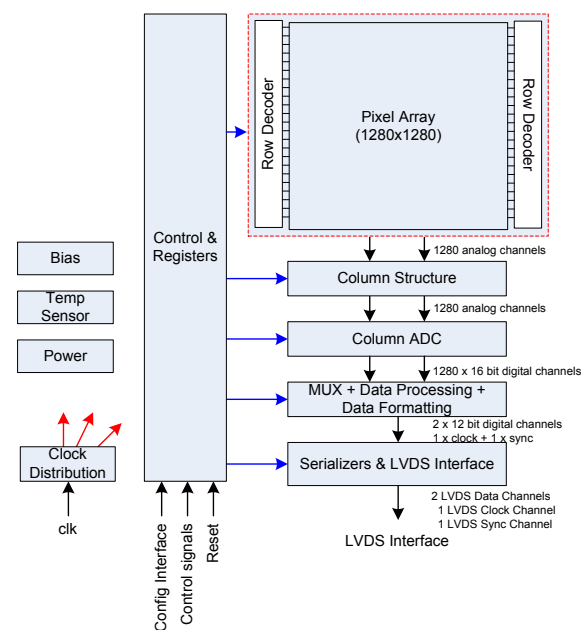 Row Decoder
Pixel Array
(1280x1280)
Row Decoder
Control &
Registers
1280 analog channels
Bias
Column Structure
1280 analog channels
Temp
Sensor
Column ADC
Power
1280 x 16 bit digital channels
MUX + Data Processing +
Data Formatting
2 x 12 bit digital channels
1 x clock + 1 x sync
Clock
Distribution
Serializers & LVDS Interface
clk
2 LVDS Data Channels
1 LVDS Clock Channel
1 LVDS Sync Channel
Config Interface
Control signals
Reset
LVDS Interface